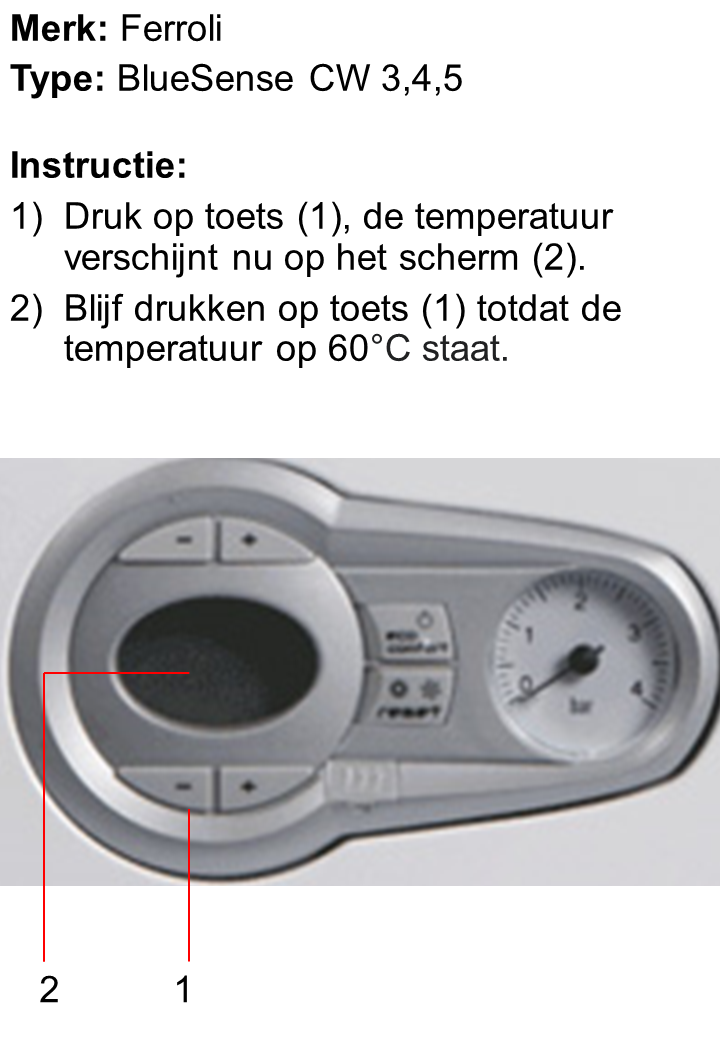 Merk: Ferroli
Type: BlueSense CW 3,4,5
Instructie:
1) Druk op toets (1), de temperatuur
verschijnt nu op het scherm (2).
2) Blijf drukken op toets (1) totdat de
temperatuur op 60°C staat.
- +
eco
comfort
reset
0 1 2 3 4
bar
- +
2 1